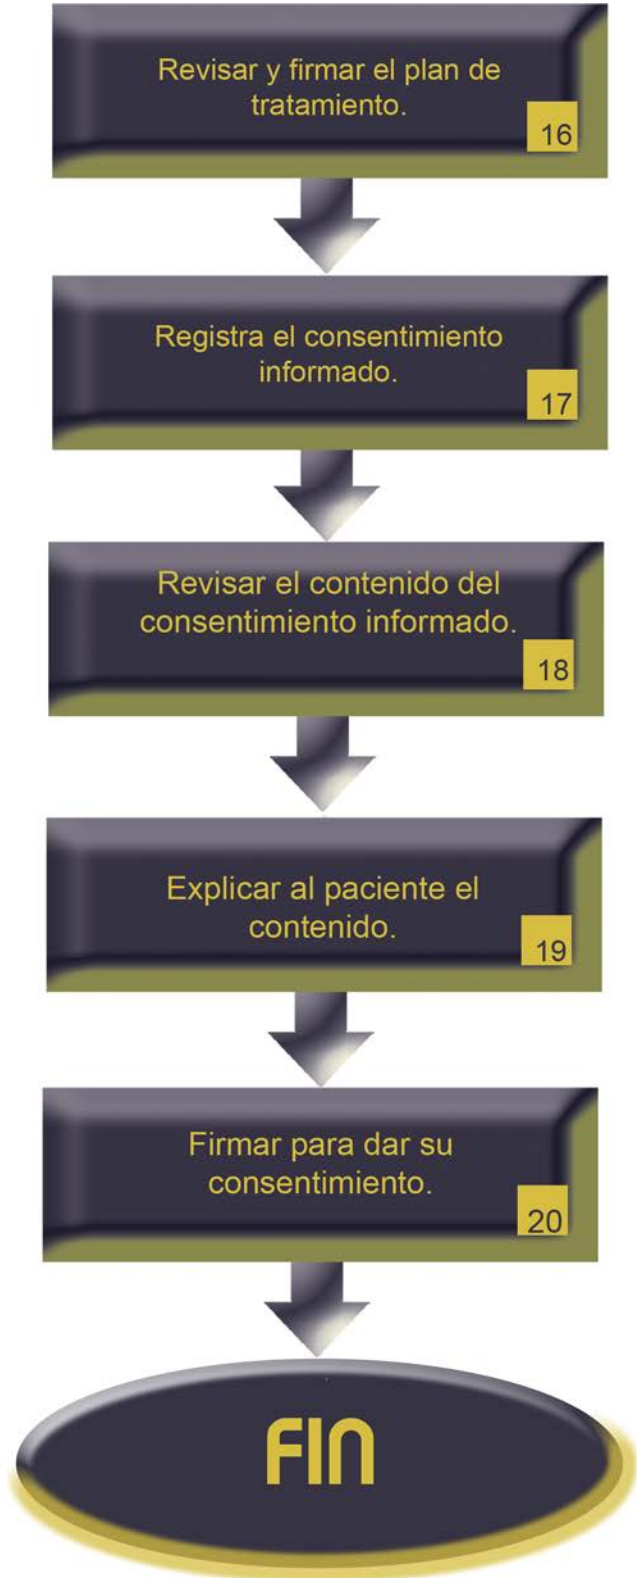 Revisar y firmar el plan de
tratamiento.
16
Registra el consentimiento
informado.
17
Revisar el contenido del
consentimiento informado.
18
Explicar al paciente el
contenido.
19
Firmar para dar su
consentimiento.
20
FIN